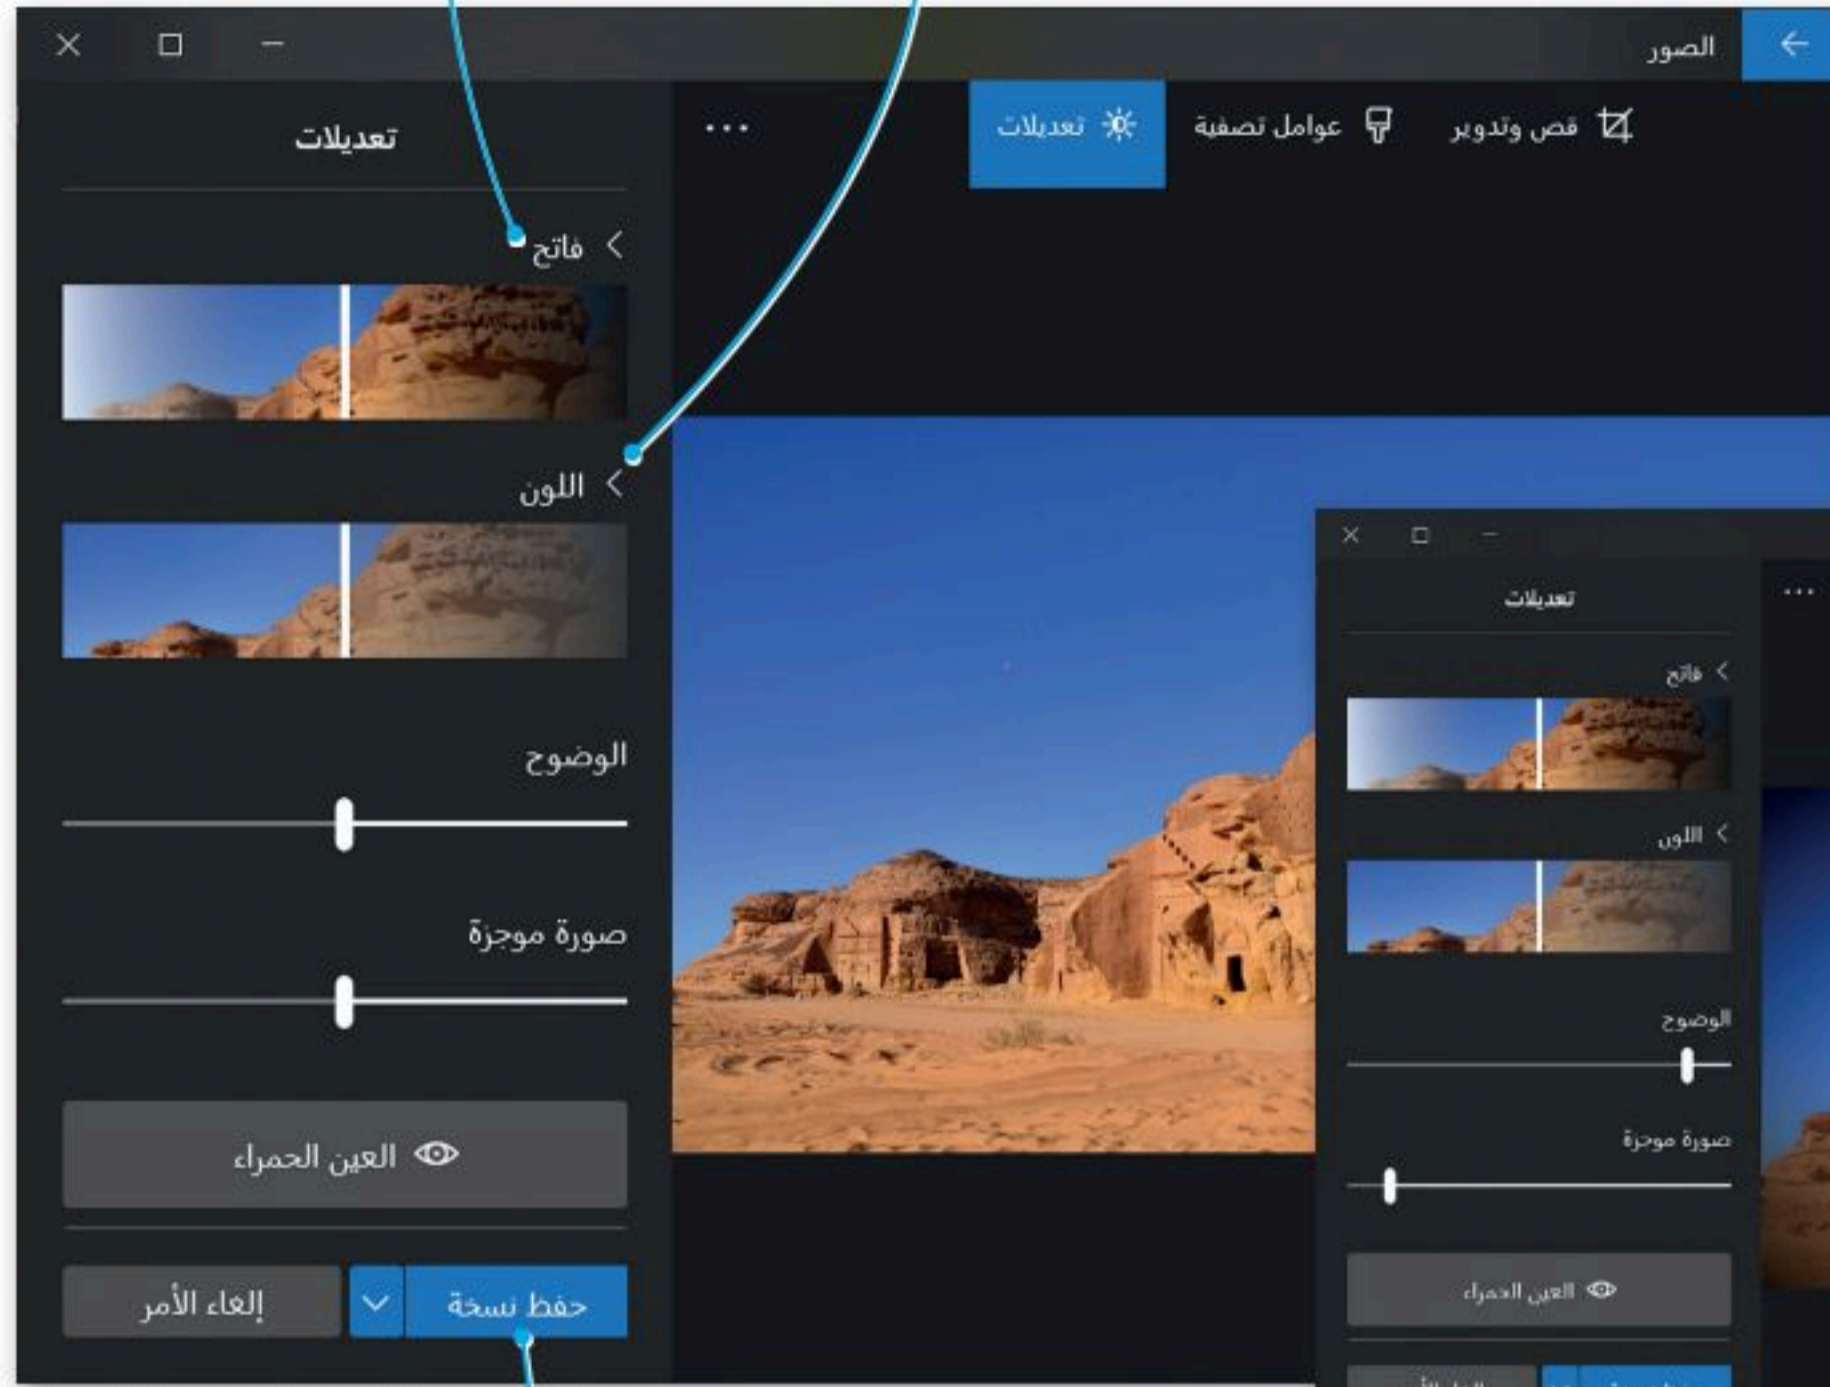 الصور
قص وتدوير
عوامل تصفية
تعديلات
تعديلات
فاتح
اللون
الوضوح
صورة موجزة
العين الحمراء
حفظ نسخة
إلغاء الأمر
تعديلات
فاتح
اللون
الوضوح
صورة موجزة
العين الحمراء